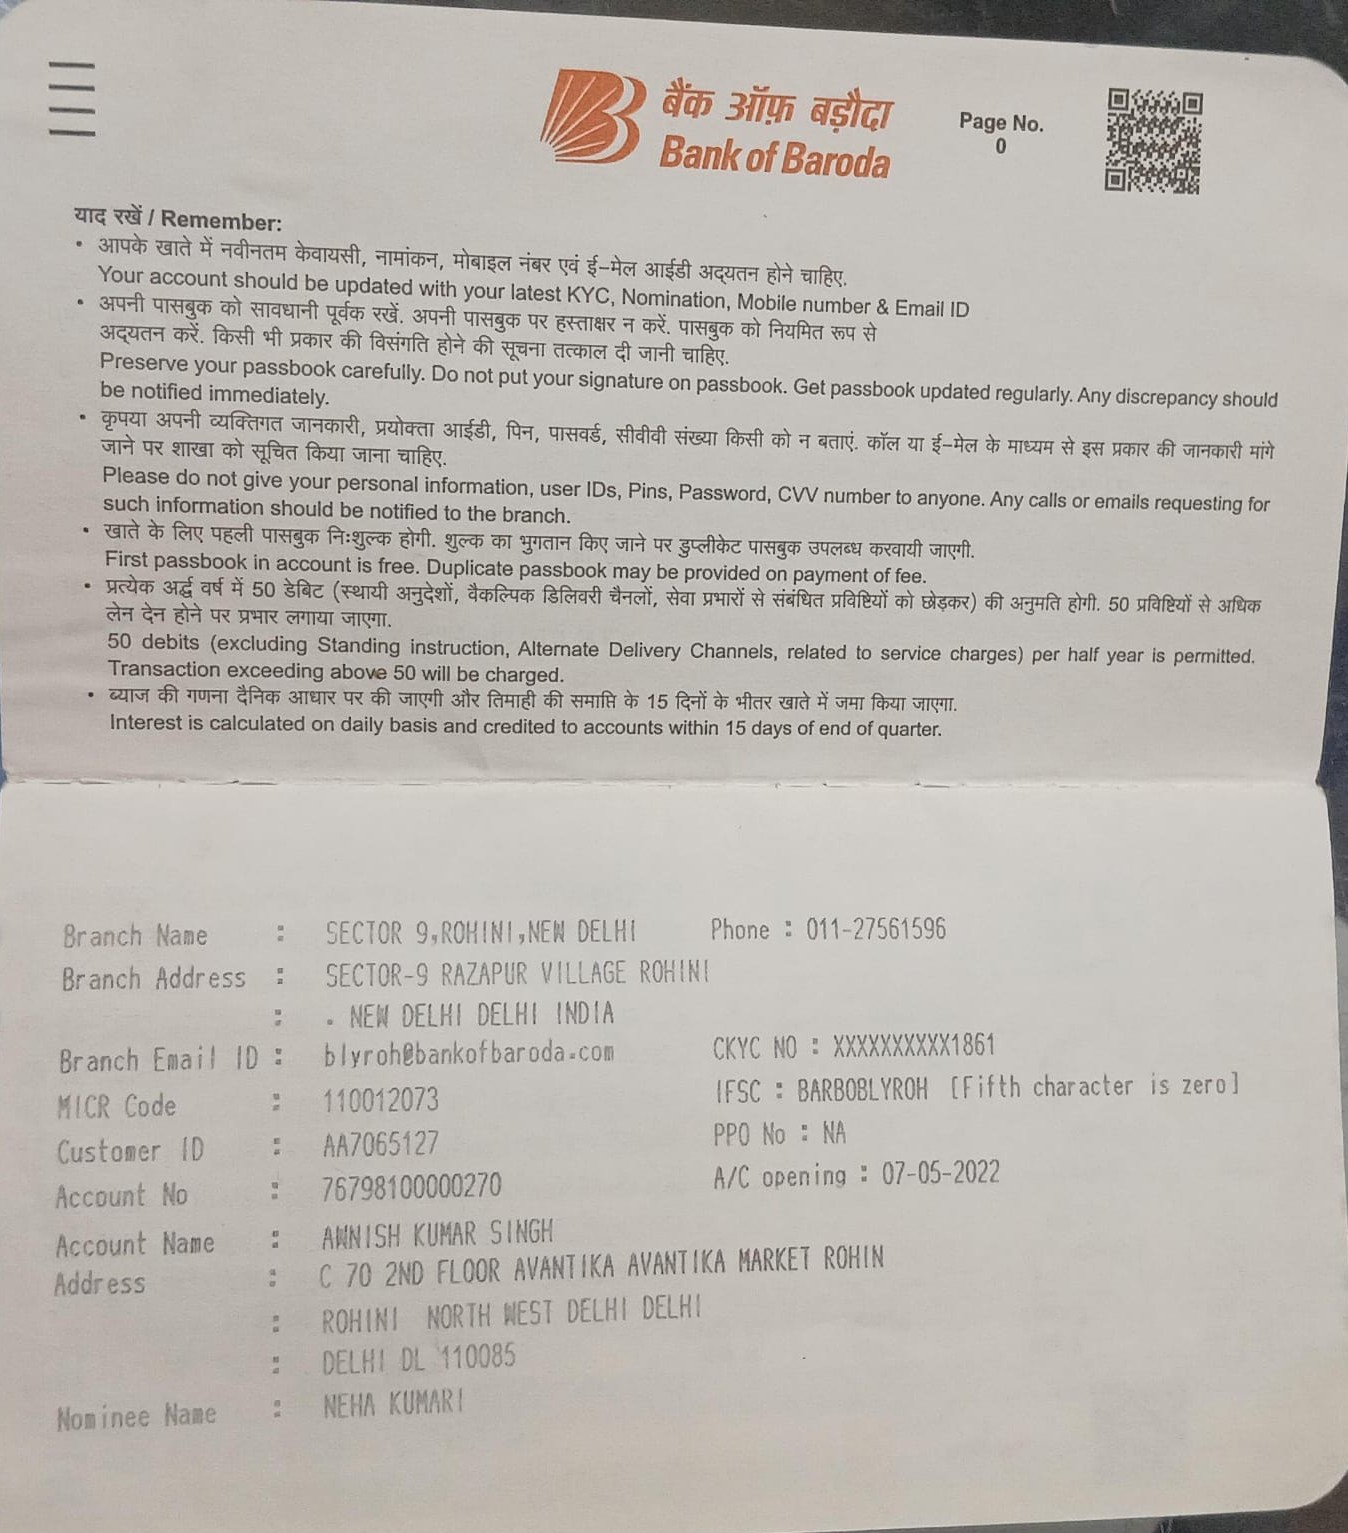 बैंक ऑफ़ बड़ौदा
Bank of Baroda
Page No.
0
याद रखें / Remember:
• आपके खाते में नवीनतम केवायसी, नामांकन, मोबाइल नंबर एवं ई-मेल आईडी अद्यतन होने चाहिए.
Your account should be updated with your latest KYC, Nomination, Mobile number & Email ID
• अपनी पासबुक को सावधानी पूर्वक रखें. अपनी पासबुक पर हस्ताक्षर न करें. पासबुक को नियमित रूप से
अद्यतन करें. किसी भी प्रकार की विसंगति होने की सूचना तत्काल दी जानी चाहिए.
Preserve your passbook carefully. Do not put your signature on passbook. Get passbook updated regularly. Any discrepancy should
be notified immediately.
• कृपया अपनी व्यक्तिगत जानकारी, प्रयोक्ता आईडी, पिन, पासवर्ड, सीवीवी संख्या किसी को न बताएं. कॉल या ई-मेल के माध्यम से इस प्रकार की जानकारी मांगे
जाने पर शाखा को सूचित किया जाना चाहिए.
Please do not give your personal information, user IDs, Pins, Password, CVV number to anyone. Any calls or emails requesting for
such information should be notified to the branch.
• खाते के लिए पहली पासबुक निःशुल्क होगी. शुल्क का भुगतान किए जाने पर डुप्लीकेट पासबुक उपलब्ध करवायी जाएगी.
First passbook in account is free. Duplicate passbook may be provided on payment of fee.
• प्रत्येक अर्द्ध वर्ष में 50 डेबिट (स्थायी अनुदेशों, वैकल्पिक डिलिवरी चैनलों, सेवा प्रभारों से संबंधित प्रविष्टियों को छोड़कर) की अनुमति होगी. 50 प्रविष्टियों से अधिक
लेन देन होने पर प्रभार लगाया जाएगा.
50 debits (excluding Standing instruction, Alternate Delivery Channels, related to service charges) per half year is permitted.
Transaction exceeding above 50 will be charged.
• ब्याज की गणना दैनिक आधार पर की जाएगी और तिमाही की समाप्ति के 15 दिनों के भीतर खाते में जमा किया जाएगा.
Interest is calculated on daily basis and credited to accounts within 15 days of end of quarter.
Branch Name : SECTOR 9,ROHINI,NEW DELHI Phone : 011-27561596
Branch Address : SECTOR-9 RAZAPUR VILLAGE ROHINI
: . NEW DELHI DELHI INDIA
Branch Email ID : blyroh@bankofbaroda.com CKYC NO : XXXXXXXXXX1861
MICR Code : 110012073 IFSC : BARB0BLYROH [Fifth character is zero]
Customer ID : AA7065127 PPO No : NA
Account No : 76798100000270 A/C opening : 07-05-2022
Account Name : AWNISH KUMAR SINGH
Address : C 70 2ND FLOOR AVANTIKA AVANTIKA MARKET ROHIN
: ROHINI NORTH WEST DELHI DELHI
: DELHI DL 110085
Nominee Name : NEHA KUMARI